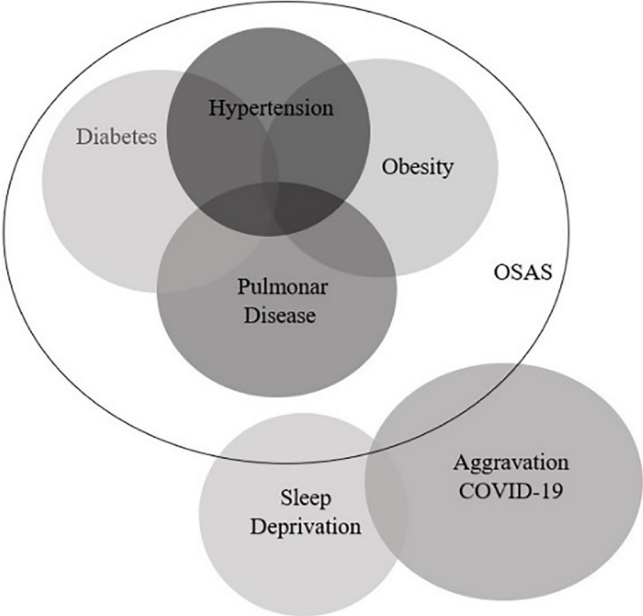 Hypertension
Diabetes
Obesity
OSAS
Pulmonar
Disease
Aggravation
COVID-19
Sleep
Deprivation